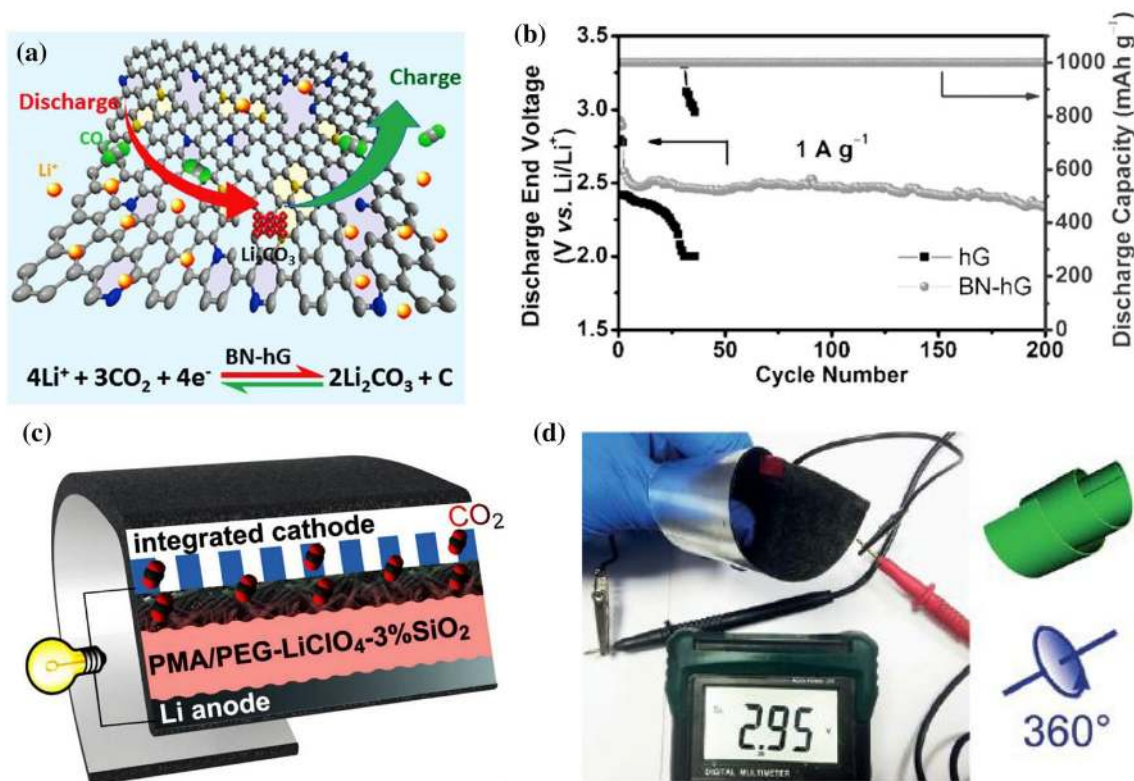 (a)
Discharge
Charge
CO
Li⁺
Li₂CO₃
BN-hG
4Li⁺ + 3CO₂ + 4e⁻
2Li₂CO₃ + C
(b)
Discharge End Voltage
(V vs. Li/Li⁺)
3.5
3.0
2.5
2.0
1.5
1 A g⁻¹
hG
BN-hG
0
50
100
150
200
Cycle Number
1000
800
600
400
200
0
Discharge Capacity (mAh g⁻¹)
(c)
integrated cathode
CO₂
PMA/PEG-LiClO₄-3%SiO₂
Li anode
(d)
2.95
DIGITAL MULTIMETER
360°